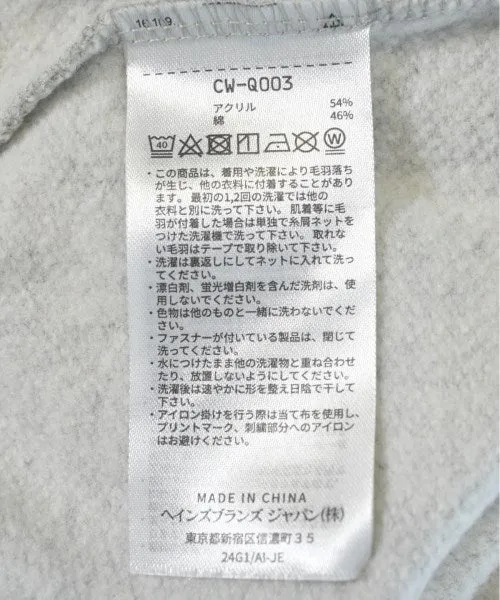 16.109
CW-Q003
アクリル 54%
綿 46%
40
W
・この商品は、着用や洗濯により毛羽落ち
が生じ、他の衣料に付着することがあり
ます。最初の1,2回の洗濯では他の
衣料と別に洗って下さい。肌着等に毛
羽が付着した場合は単独で糸屑ネットを
つけた洗濯機で洗って下さい。取れな
い毛羽はテープで取り除いて下さい。
・洗濯は裏返しにしてネットに入れて洗っ
てください。
・漂白剤、蛍光増白剤を含んだ洗剤は、使
用しないでください。
・色物は他のものと一緒に洗わないでくだ
さい。
・ファスナーが付いている製品は、閉じて
洗ってください。
・水につけたまま他の洗濯物と重ね合わせ
たり、放置しないようにしてください。
・洗濯後は速やかに形を整え日陰で干して
下さい。
・アイロン掛けを行う際は当て布を使用し、
プリントマーク、刺繍部分へのアイロン
はお避けください。
MADE IN CHINA
ヘインズブランズ ジャパン(株)
東京都新宿区信濃町35
24G1/AI-JE